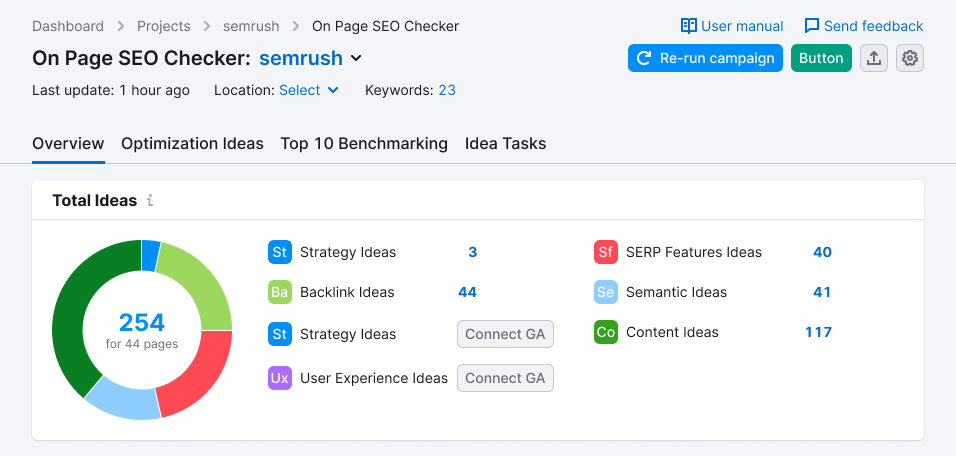 Dashboard > Projects > semrush > On Page SEO Checker
User manual
Send feedback
On Page SEO Checker: semrush
Re-run campaign
Button
Last update: 1 hour ago
Location: Select
Keywords: 23
Overview
Optimization Ideas
Top 10 Benchmarking
Idea Tasks
Total Ideas i
254
for 44 pages
St Strategy Ideas 3
Ba Backlink Ideas 44
St Strategy Ideas Connect GA
Ux User Experience Ideas Connect GA
Sf SERP Features Ideas 40
Se Semantic Ideas 41
Co Content Ideas 117